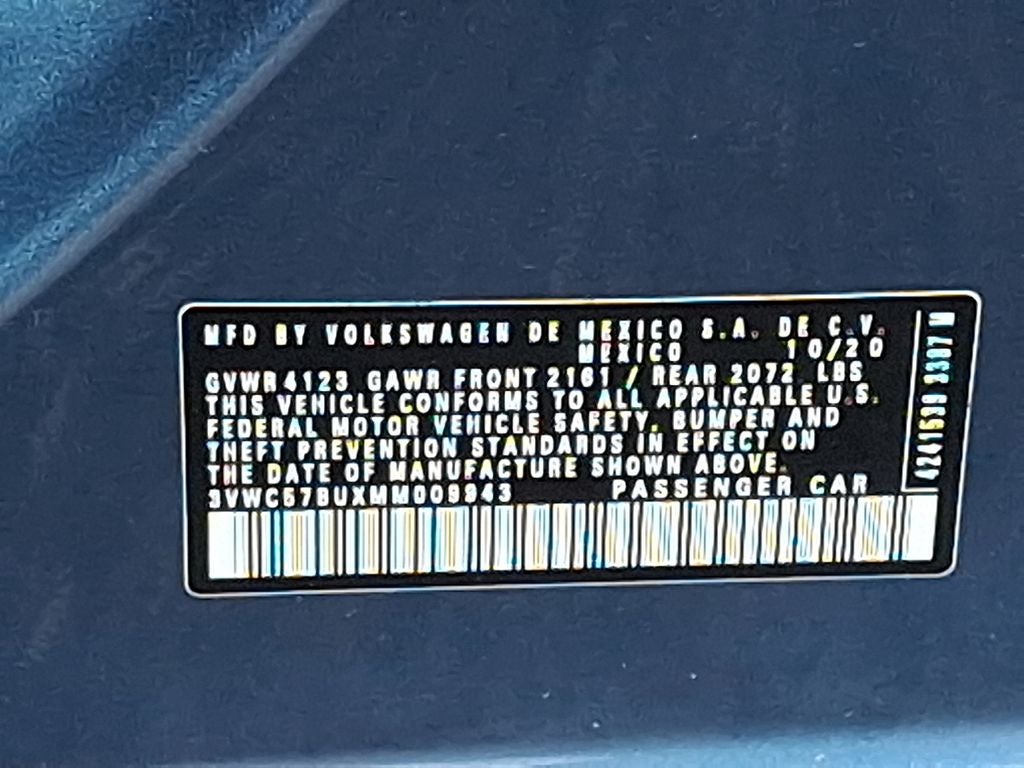 MFD BY VOLKSWAGEN DE MEXICO S.A. DE C.V.
MEXICO 10/20
GVWR 4123 GAWR FRONT 2161 / REAR 2072 LBS
THIS VEHICLE CONFORMS TO ALL APPLICABLE U.S.
FEDERAL MOTOR VEHICLE SAFETY, BUMPER AND
THEFT PREVENTION STANDARDS IN EFFECT ON
THE DATE OF MANUFACTURE SHOWN ABOVE.
3VWC57BUXMM009943 PASSENGER CAR